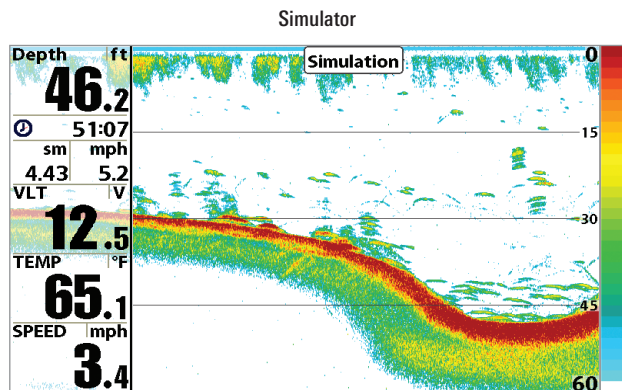 Simulator
Depth ft
46.2
Simulation
51:07
sm mph
4.43 5.2
VLT V
12.5
TEMP °F
65.1
SPEED mph
3.4
0
15
30
45
60